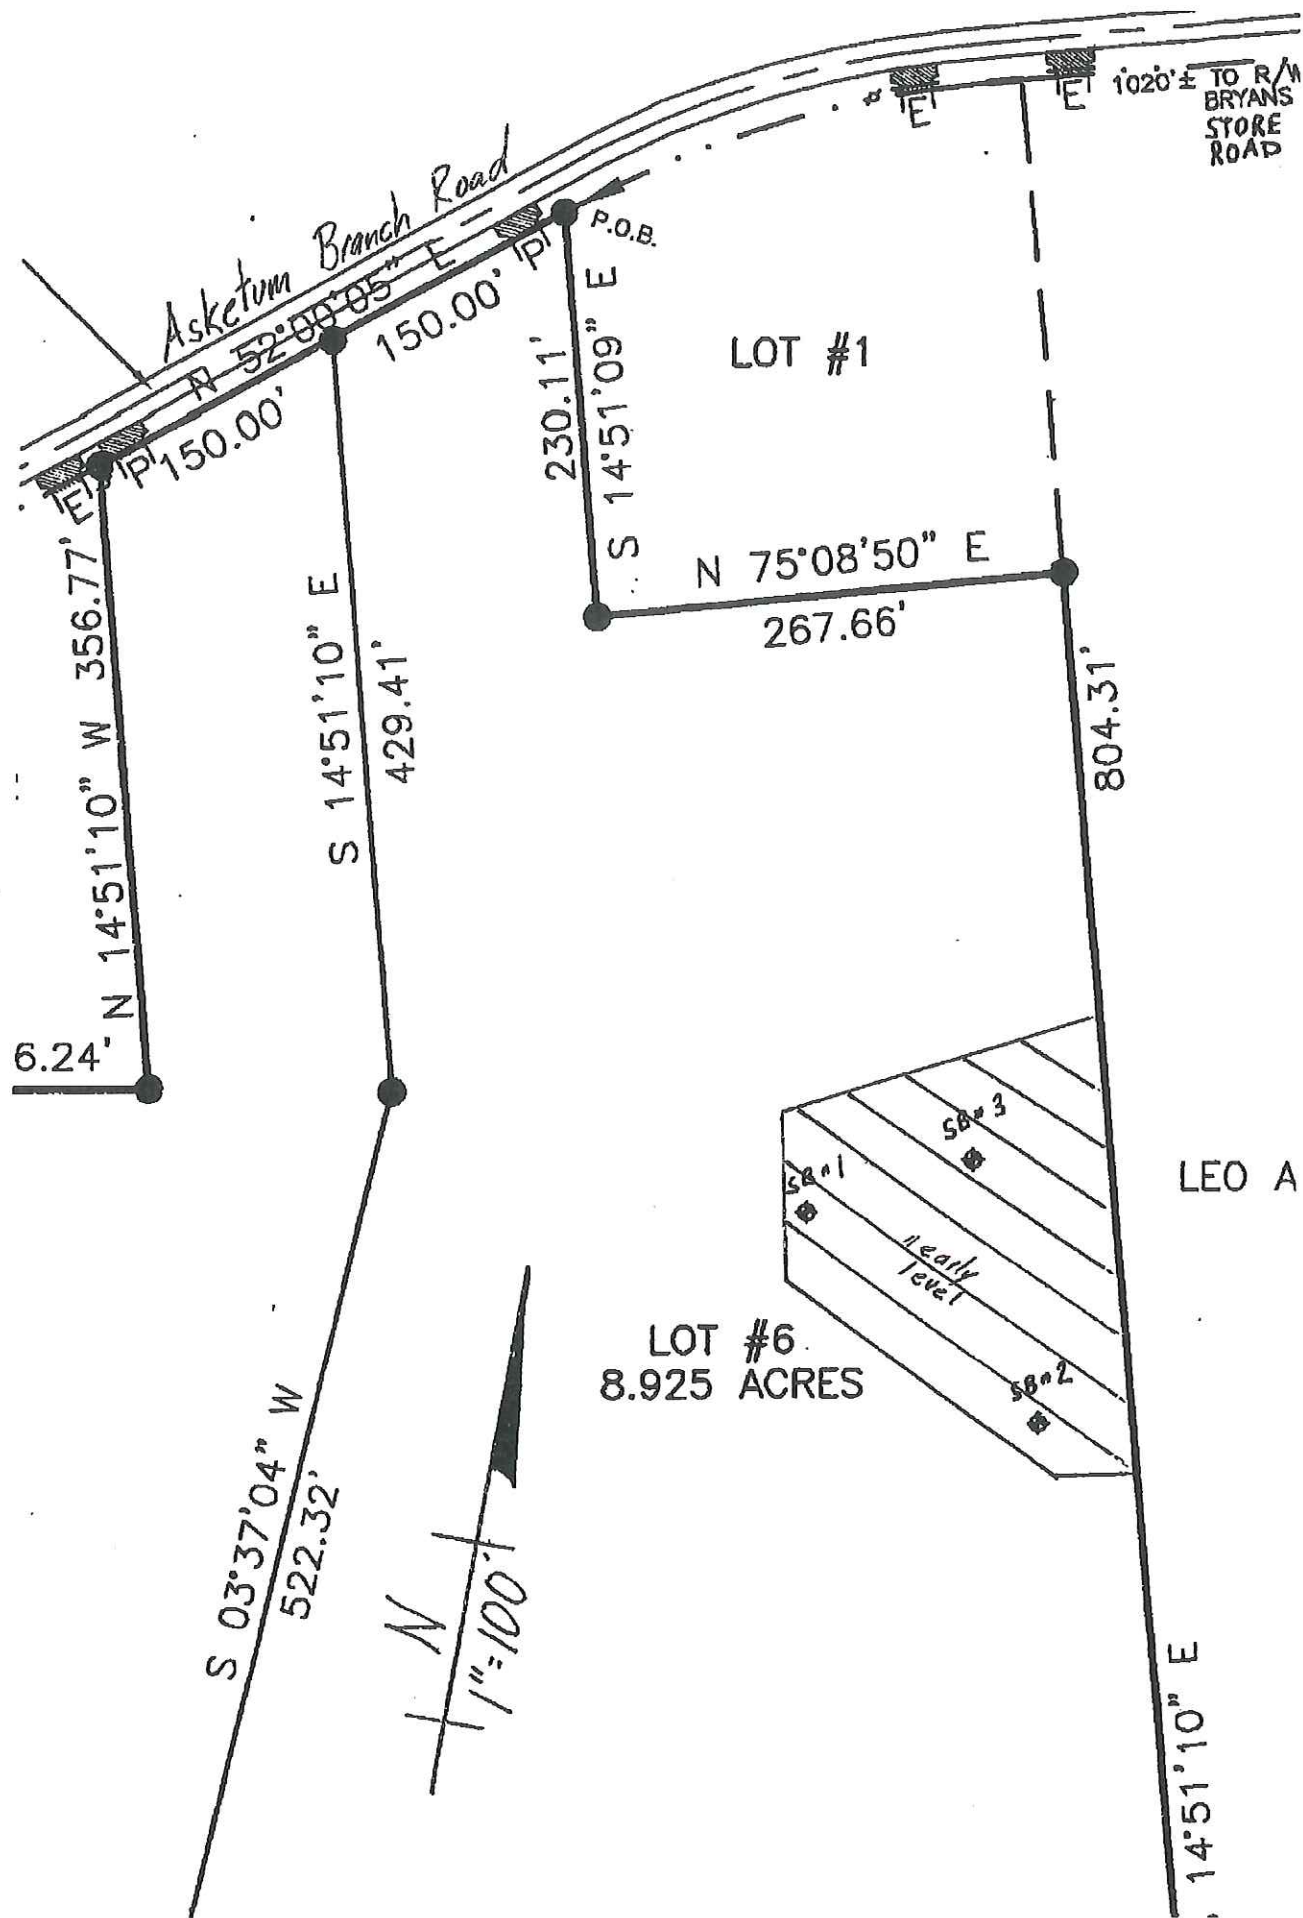 1020'± TO R/W
BRYANS
STORE
ROAD
E
E
Asketum Branch Road
P.O.B.
P
N 52°00'05" E
150.00'
150.00'
P
E
LOT #1
230.11'
S 14°51'09" E
N 75°08'50" E
267.66'
N 14°51'10" W 356.77'
S 14°51'10" E
429.41'
804.31'
6.24'
SB#3
SB#1
nearly
level
SB#2
LEO A
LOT #6
8.925 ACRES
S 03°37'04" W
522.32'
N
1"=100'
14°51'10" E